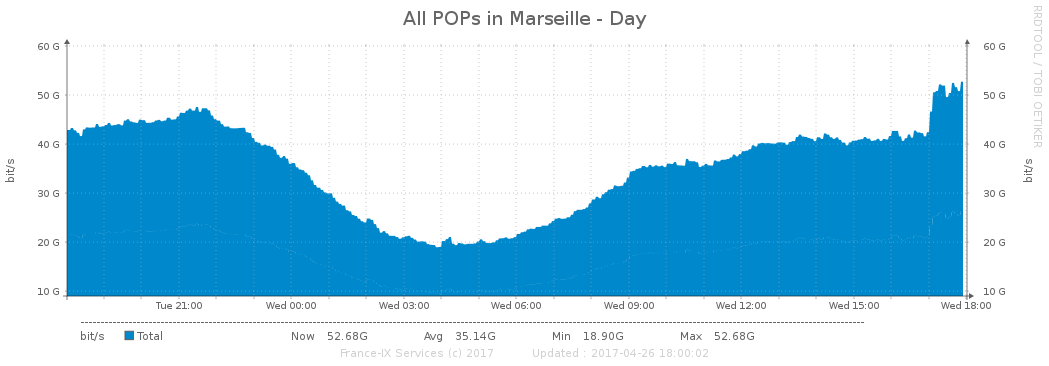 All POPs in Marseille - Day
RRDTOOL / TOBI OETIKER
60 G 60 G
50 G 50 G
40 G 40 G
30 G 30 G
20 G 20 G
10 G 10 G
bit/s
bit/s
Tue 21:00 Wed 00:00 Wed 03:00 Wed 06:00 Wed 09:00 Wed 12:00 Wed 15:00 Wed 18:00
bit/s Total Now 52.68G Avg 35.14G Min 18.90G Max 52.68G
France-IX Services (c) 2017 Updated : 2017-04-26 18:00:02